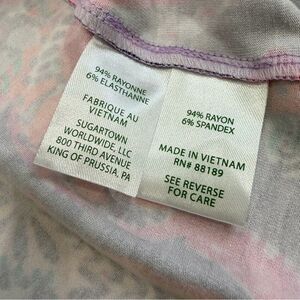 94% RAYONNE
6% ELASTHANNE
FABRIQUE AU
VIETNAM
SUGARTOWN
WORLDWIDE, LLC
800 THIRD AVENUE
KING OF PRUSSIA, PA
94% RAYON
6% SPANDEX
MADE IN VIETNAM
RN# 88189
SEE REVERSE
FOR CARE